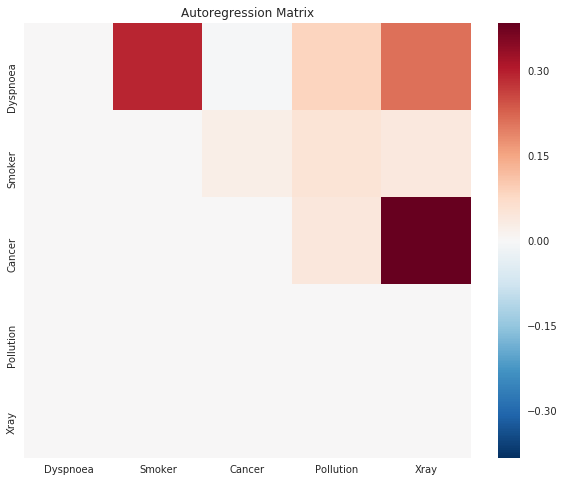 Autoregression Matrix
Dyspnoea
Smoker
Cancer
Pollution
Xray
Dyspnoea Smoker Cancer Pollution Xray
0.30
0.15
0.00
−0.15
−0.30